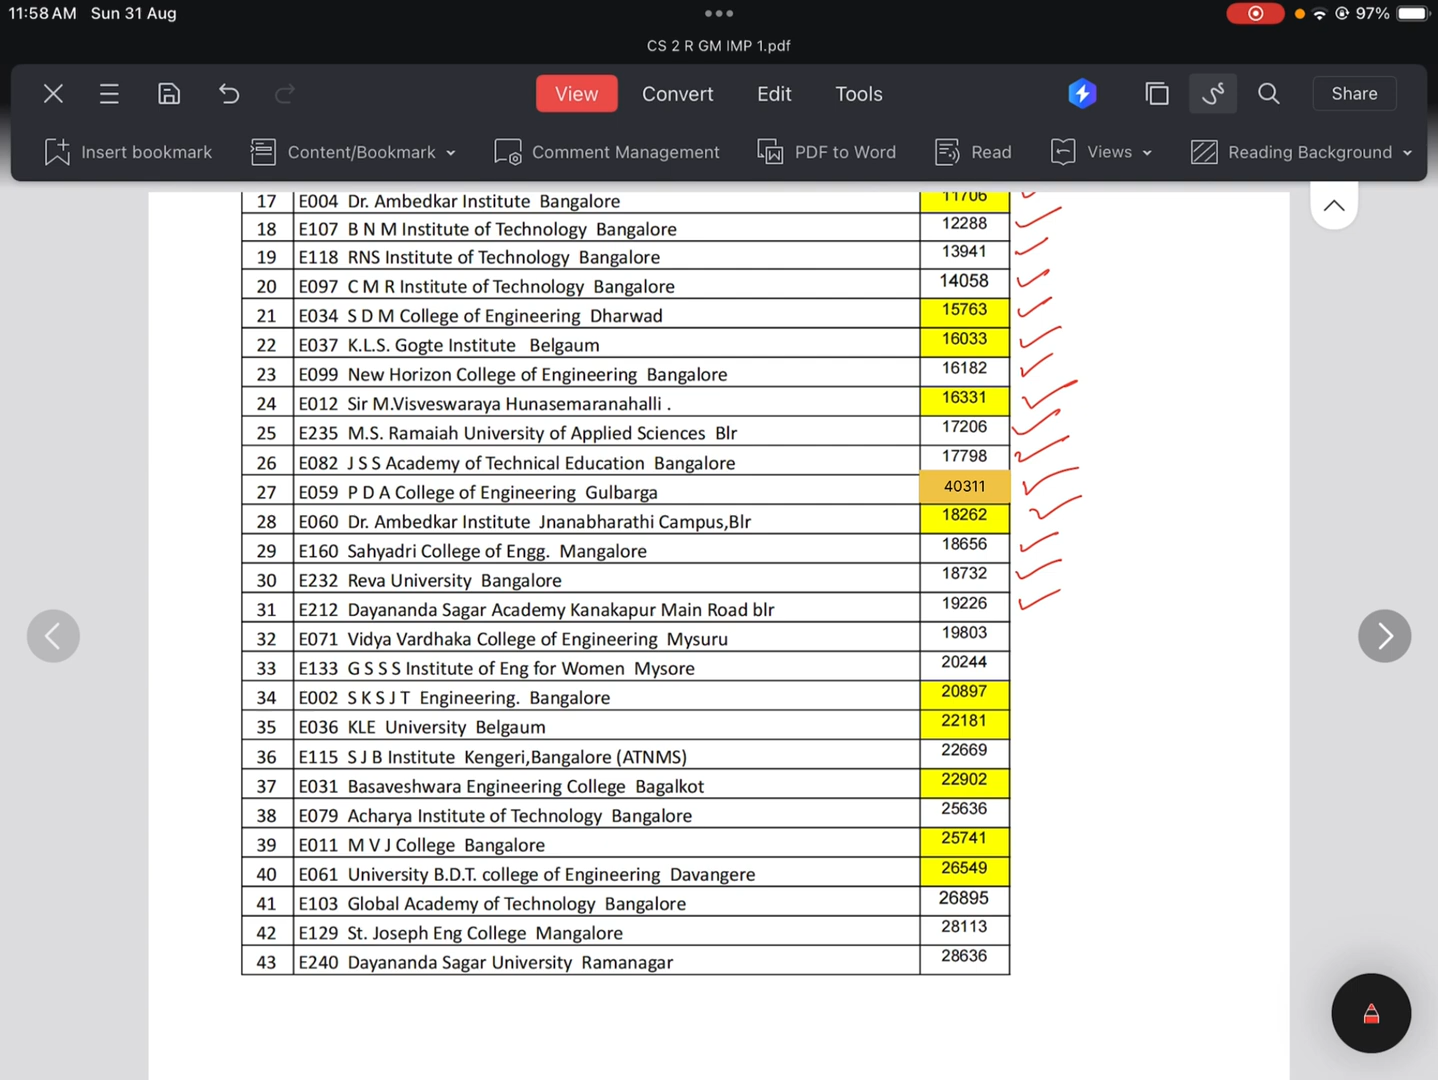 11:58 AM Sun 31 Aug
97%
CS 2 R GM IMP 1.pdf
View Convert Edit Tools Share
Insert bookmark Content/Bookmark Comment Management PDF to Word Read Views Reading Background
17 E004 Dr. Ambedkar Institute Bangalore 11706
18 E107 B N M Institute of Technology Bangalore 12288
19 E118 RNS Institute of Technology Bangalore 13941
20 E097 C M R Institute of Technology Bangalore 14058
21 E034 S D M College of Engineering Dharwad 15763
22 E037 K.L.S. Gogte Institute Belgaum 16033
23 E099 New Horizon College of Engineering Bangalore 16182
24 E012 Sir M.Visveswaraya Hunasemaranahalli . 16331
25 E235 M.S. Ramaiah University of Applied Sciences Blr 17206
26 E082 J S S Academy of Technical Education Bangalore 17798
27 E059 P D A College of Engineering Gulbarga 40311
28 E060 Dr. Ambedkar Institute Jnanabharathi Campus,Blr 18262
29 E160 Sahyadri College of Engg. Mangalore 18656
30 E232 Reva University Bangalore 18732
31 E212 Dayananda Sagar Academy Kanakapur Main Road blr 19226
32 E071 Vidya Vardhaka College of Engineering Mysuru 19803
33 E133 G S S S Institute of Eng for Women Mysore 20244
34 E002 S K S J T Engineering. Bangalore 20897
35 E036 KLE University Belgaum 22181
36 E115 S J B Institute Kengeri,Bangalore (ATNMS) 22669
37 E031 Basaveshwara Engineering College Bagalkot 22902
38 E079 Acharya Institute of Technology Bangalore 25636
39 E011 M V J College Bangalore 25741
40 E061 University B.D.T. college of Engineering Davangere 26549
41 E103 Global Academy of Technology Bangalore 26895
42 E129 St. Joseph Eng College Mangalore 28113
43 E240 Dayananda Sagar University Ramanagar 28636